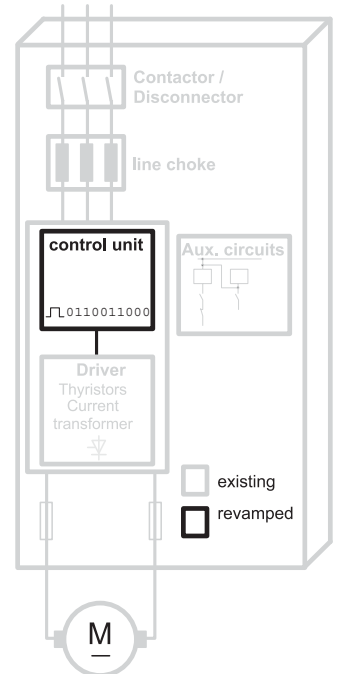 Contactor /
Disconnector
line choke
control unit
0110011000
Aux. circuits
Driver
Thyristors
Current
transformer
existing
revamped
M